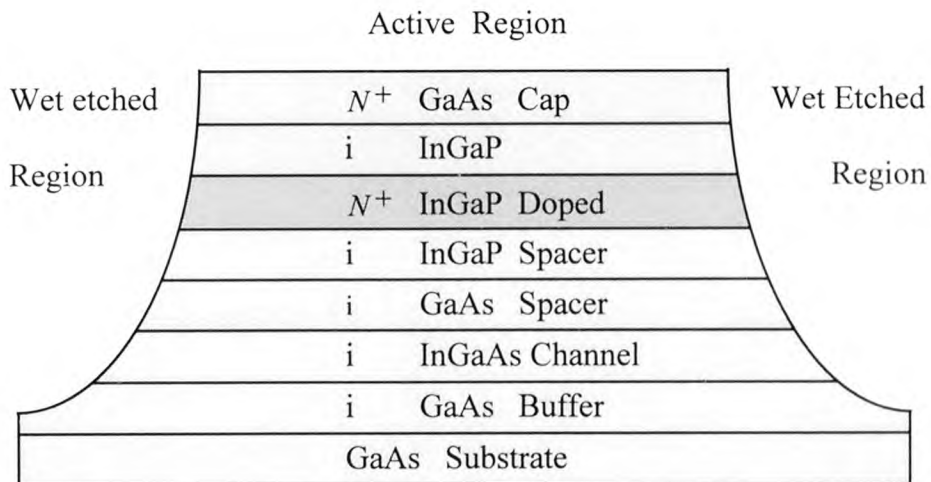 Active Region
Wet etched
Region
N+ GaAs Cap
i InGaP
N+ InGaP Doped
i InGaP Spacer
i GaAs Spacer
i InGaAs Channel
i GaAs Buffer
GaAs Substrate
Wet Etched
Region